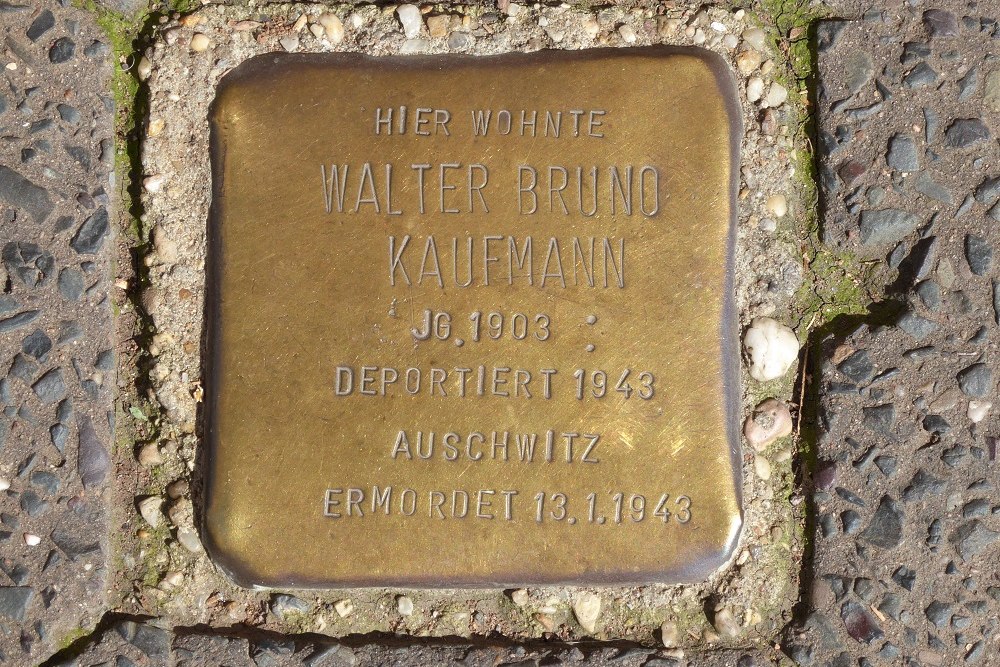 HIER WOHNTE
WALTER BRUNO
KAUFMANN
JG. 1903
DEPORTIERT 1943
AUSCHWITZ
ERMORDET 13.1.1943